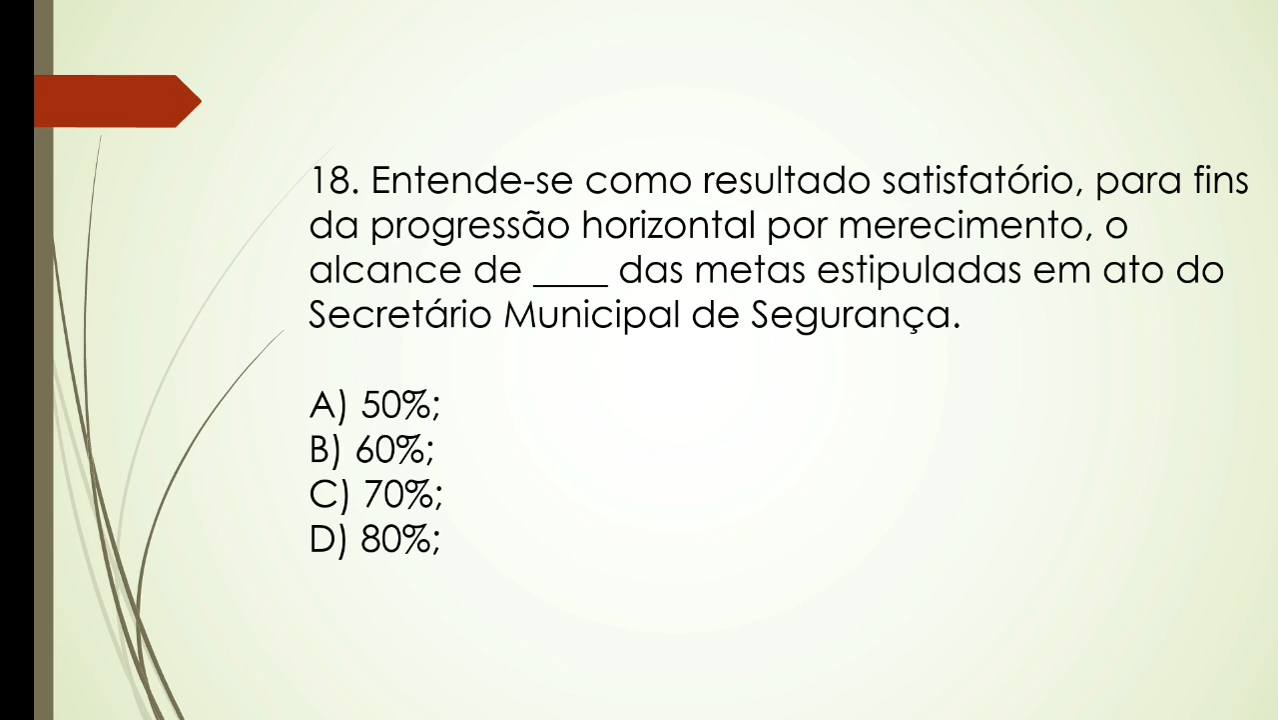 18. Entende-se como resultado satisfatório, para fins
da progressão horizontal por merecimento, o
alcance de ____ das metas estipuladas em ato do
Secretário Municipal de Segurança.
A) 50%;
B) 60%;
C) 70%;
D) 80%;